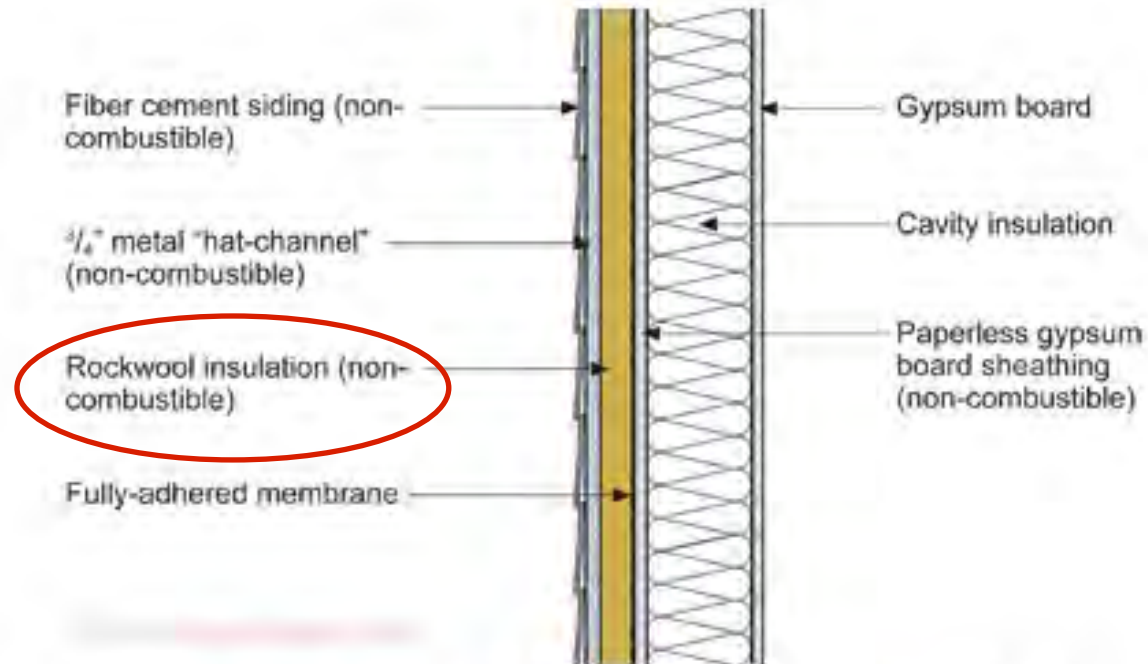 Fiber cement siding (non-
combustible)
3/4" metal "hat-channel"
(non-combustible)
Rockwool insulation (non-
combustible)
Fully-adhered membrane
Gypsum board
Cavity insulation
Paperless gypsum
board sheathing
(non-combustible)